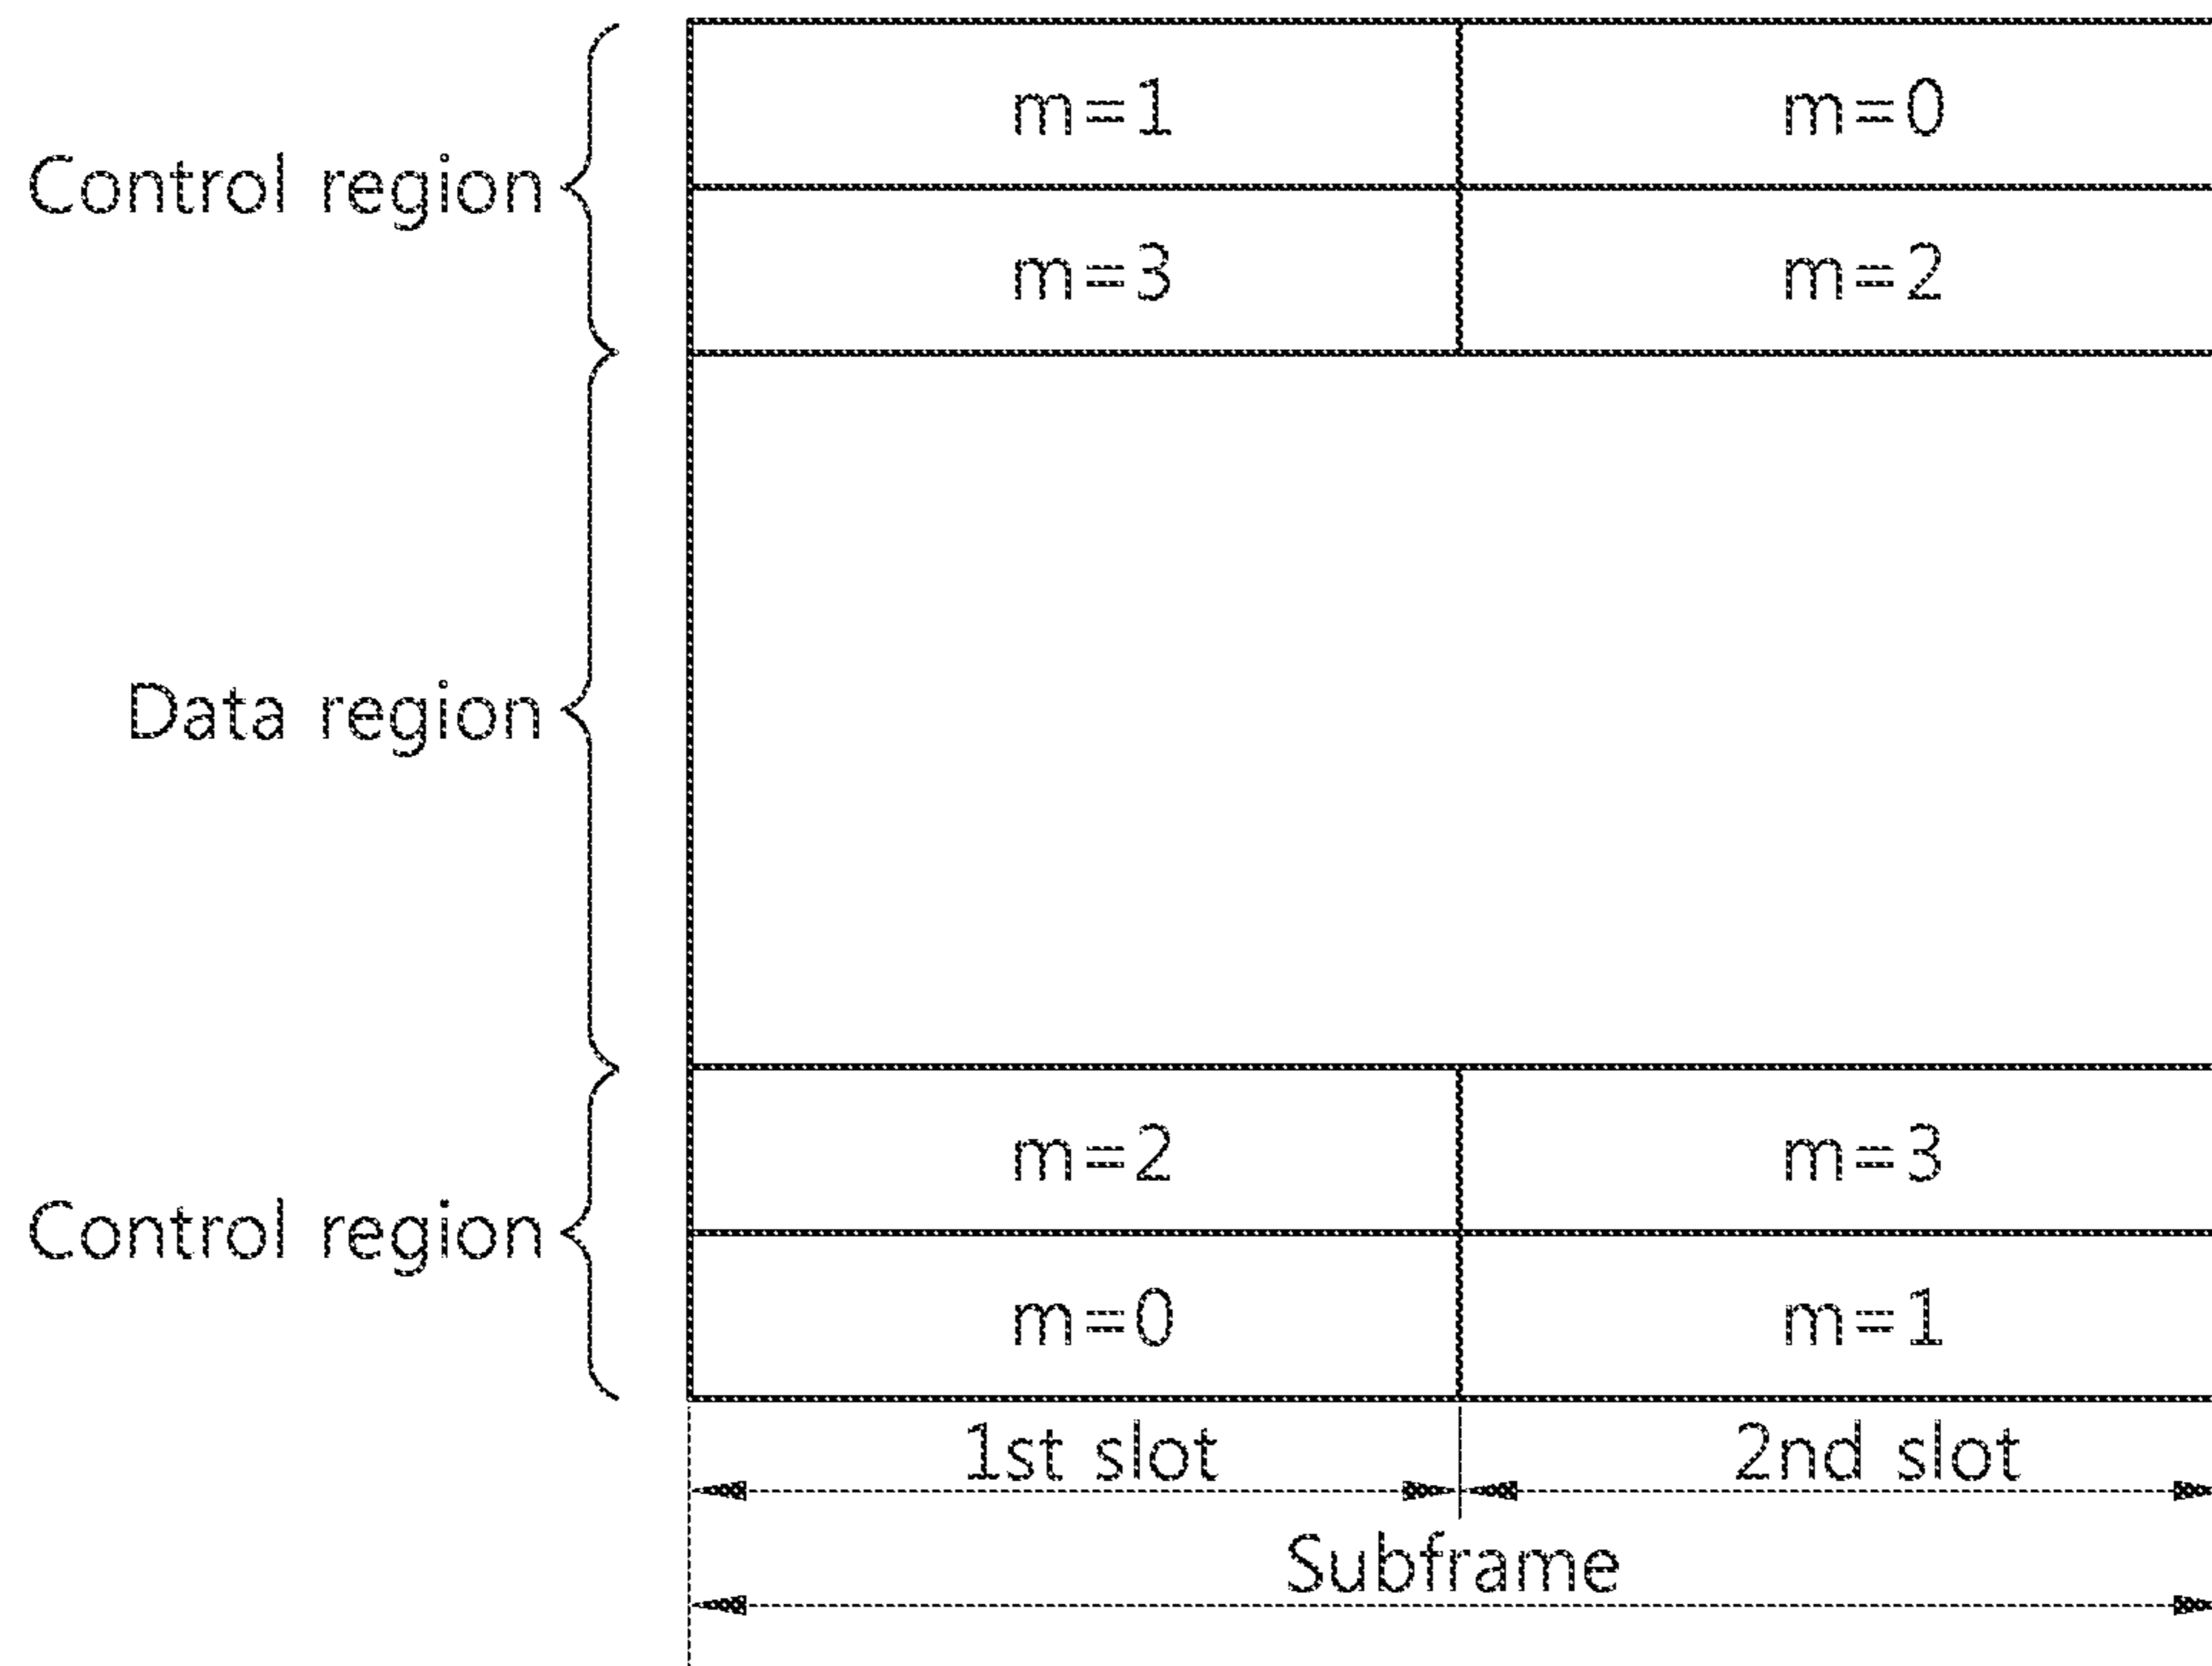 m=1 m=0
Control region
m=3 m=2
Data region
m=2 m=3
Control region
m=0 m=1
1st slot 2nd slot
Subframe